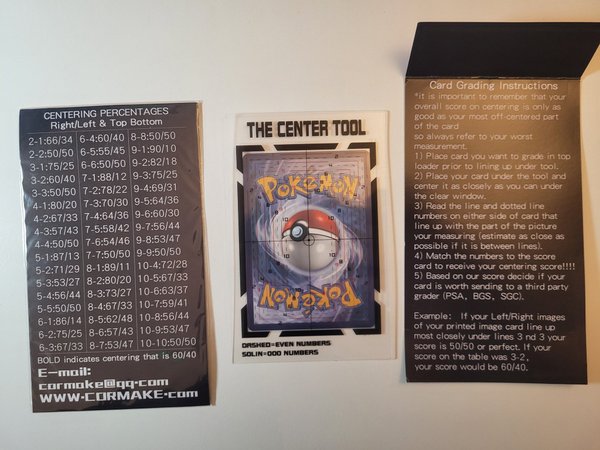 CENTERING PERCENTAGES
Right/Left & Top Bottom
2-1:66/34 6-4:60/40 8-8:50/50
2-2:50/50 6-5:55/45 9-1:90/10
3-1:75/25 6-6:50/50 9-2:82/18
3-2:60/40 7-1:88/12 9-3:75/25
3-3:50/50 7-2:78/22 9-4:69/31
4-1:80/20 7-3:70/30 9-5:64/36
4-2:67/33 7-4:64/36 9-6:60/30
4-3:57/43 7-5:58/42 9-7:56/44
4-4:50/50 7-6:54/46 9-8:53/47
5-1:87/13 7-7:50/50 9-9:50/50
5-2:71/29 8-1:89/11 10-4:72/28
5-3:53/27 8-2:80/20 10-5:67/33
5-4:56/44 8-3:73/27 10-6:63/37
5-5:50/50 8-4:67/33 10-7:59/41
6-1:86/14 8-5:62/48 10-8:56/44
6-2:75/25 8-6:57/43 10-9:53/47
6-3:67/33 8-7:53/47 10-10:50/50
BOLD indicates centering that is 60/40
E-mail:
cormake@qq.com
WWW.CORMAKE.com
THE CENTER TOOL
POKéMON
10 10
10 10
POKéMON
DASHED=EVEN NUMBERS
SOLIN=ODD NUMBERS
Card Grading Instructions
*it is important to remember that your
overall score on centering is only as
good as your most off-centered part
of the card
so always refer to your worst
measurement.
1) Place card you want to grade in top
loader prior to lining up under tool.
2) Place your card under the tool and
center it as closely as you can under
the clear window.
3) Read the line and dotted line
numbers on either side of card that
line up with the part of the picture
your measuring (estimate as close as
possible if it is between lines).
4) Match the numbers to the score
card to receive your centering score!!!!
5) Based on our score decide if your
card is worth sending to a third party
grader (PSA, BGS, SGC).
Example: If your Left/Right images
of your printed image card line up
most closely under lines 3 nd 3 your
score is 50/50 or perfect. If your
score on the table was 3-2,
your score would be 60/40.